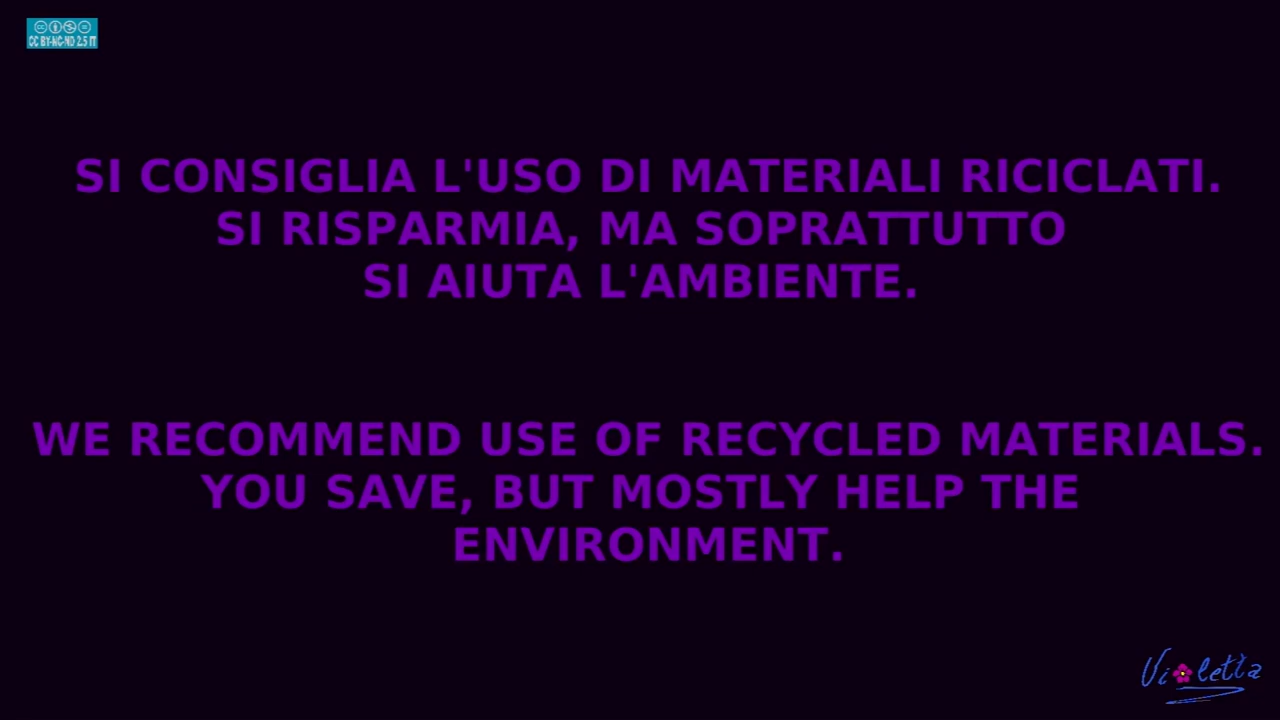 CC BY-NC-ND 2.5 IT
SI CONSIGLIA L'USO DI MATERIALI RICICLATI.
SI RISPARMIA, MA SOPRATTUTTO
SI AIUTA L'AMBIENTE.
WE RECOMMEND USE OF RECYCLED MATERIALS.
YOU SAVE, BUT MOSTLY HELP THE
ENVIRONMENT.
Violetta